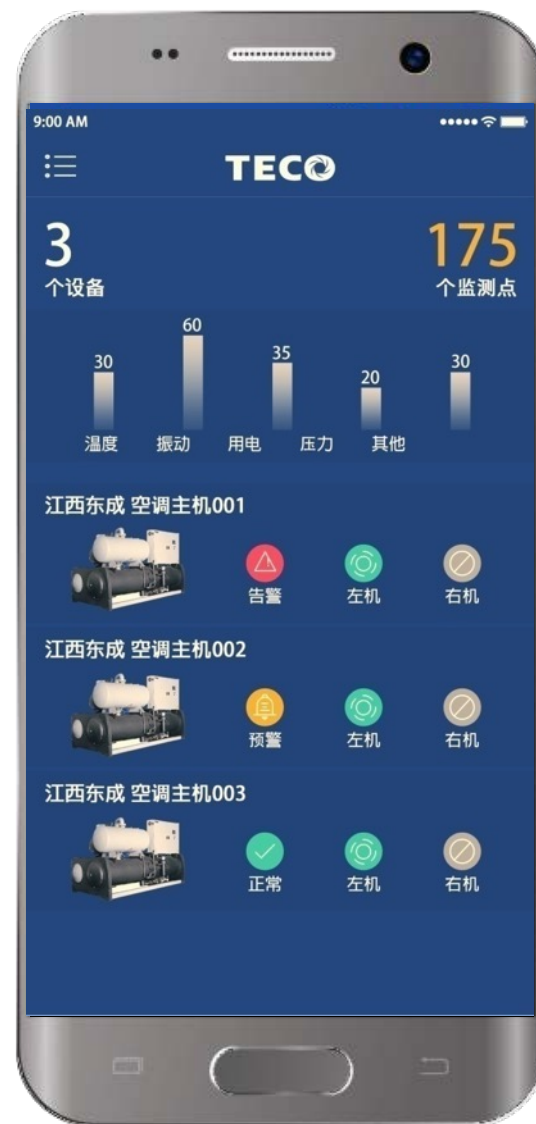 9:00 AM
TECO
3
175
个设备
个监测点
30
60
35
20
30
温度 振动 用电 压力 其他
江西东成 空调主机001
告警 左机 右机
江西东成 空调主机002
预警 左机 右机
江西东成 空调主机003
正常 左机 右机